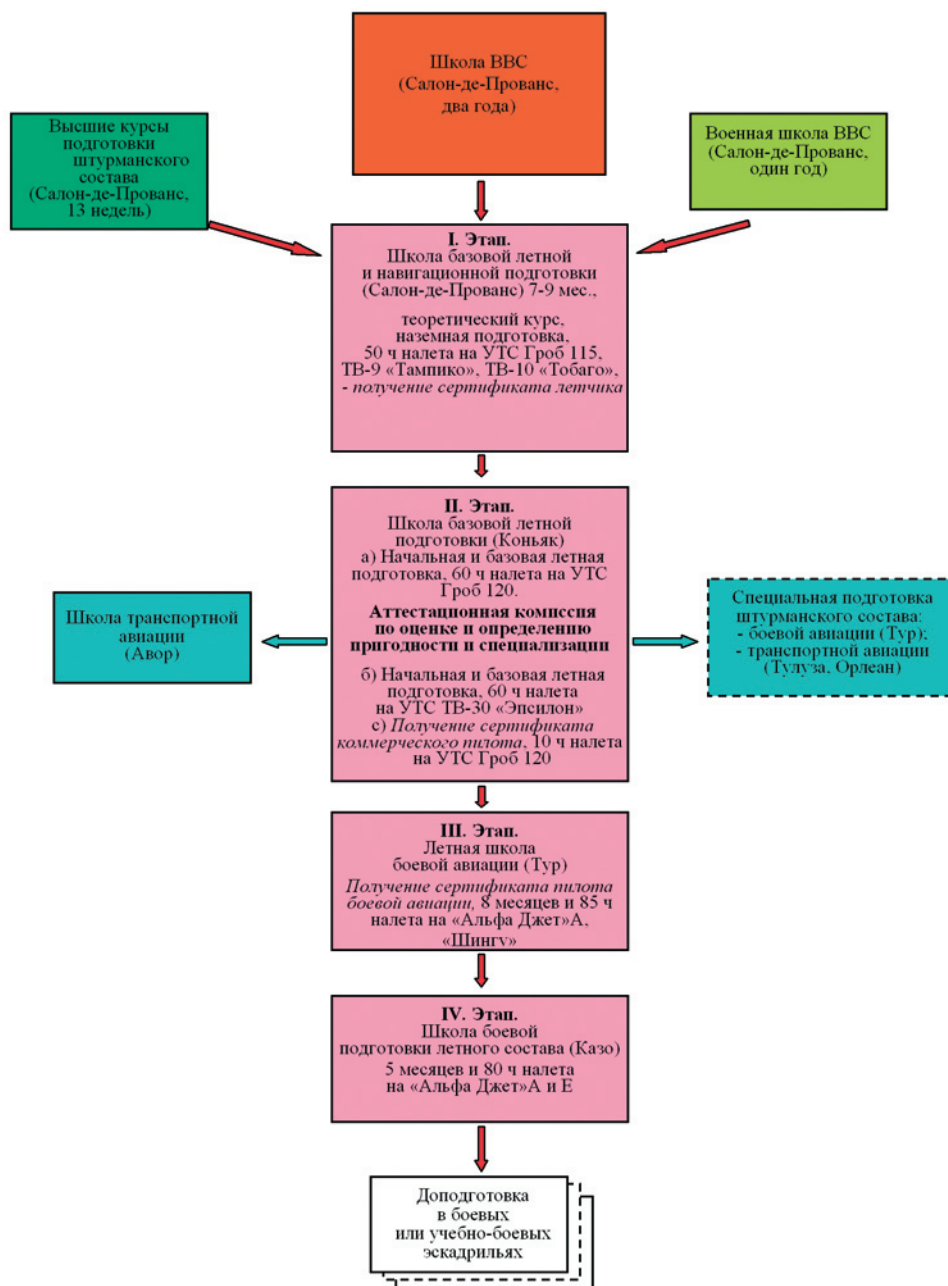 Школа ВВС
(Салон-де-Прованс,
два года)
Высшие курсы
подготовки
штурманского
состава
(Салон-де-Прованс,
13 недель)
Военная школа ВВС
(Салон-де-Прованс,
один год)
I. Этап.
Школа базовой летной
и навигационной подготовки
(Салон-де-Прованс) 7-9 мес.,
теоретический курс,
наземная подготовка,
50 ч налета на УТС Гроб 115,
ТВ-9 «Тампико», ТВ-10 «Тобаго»,
- получение сертификата летчика
II. Этап.
Школа базовой летной
подготовки (Коньяк)
а) Начальная и базовая летная
подготовка, 60 ч налета на УТС
Гроб 120.
Аттестационная комиссия
по оценке и определению
пригодности и специализации
б) Начальная и базовая летная
подготовка, 60 ч налета
на УТС ТВ-30 «Эпсилон»
с) Получение сертификата
коммерческого пилота, 10 ч налета
на УТС Гроб 120
Школа транспортной
авиации
(Авор)
Специальная подготовка
штурманского состава:
- боевой авиации (Тур);
- транспортной авиации
(Тулуза, Орлеан)
III. Этап.
Летная школа
боевой авиации (Тур)
Получение сертификата пилота
боевой авиации, 8 месяцев и 85 ч
налета на «Альфа Джет»А,
«Шингу»
IV. Этап.
Школа боевой
подготовки летного состава (Казо)
5 месяцев и 80 ч налета
на «Альфа Джет»А и Е
Доподготовка
в боевых
или учебно-боевых
эскадрильях